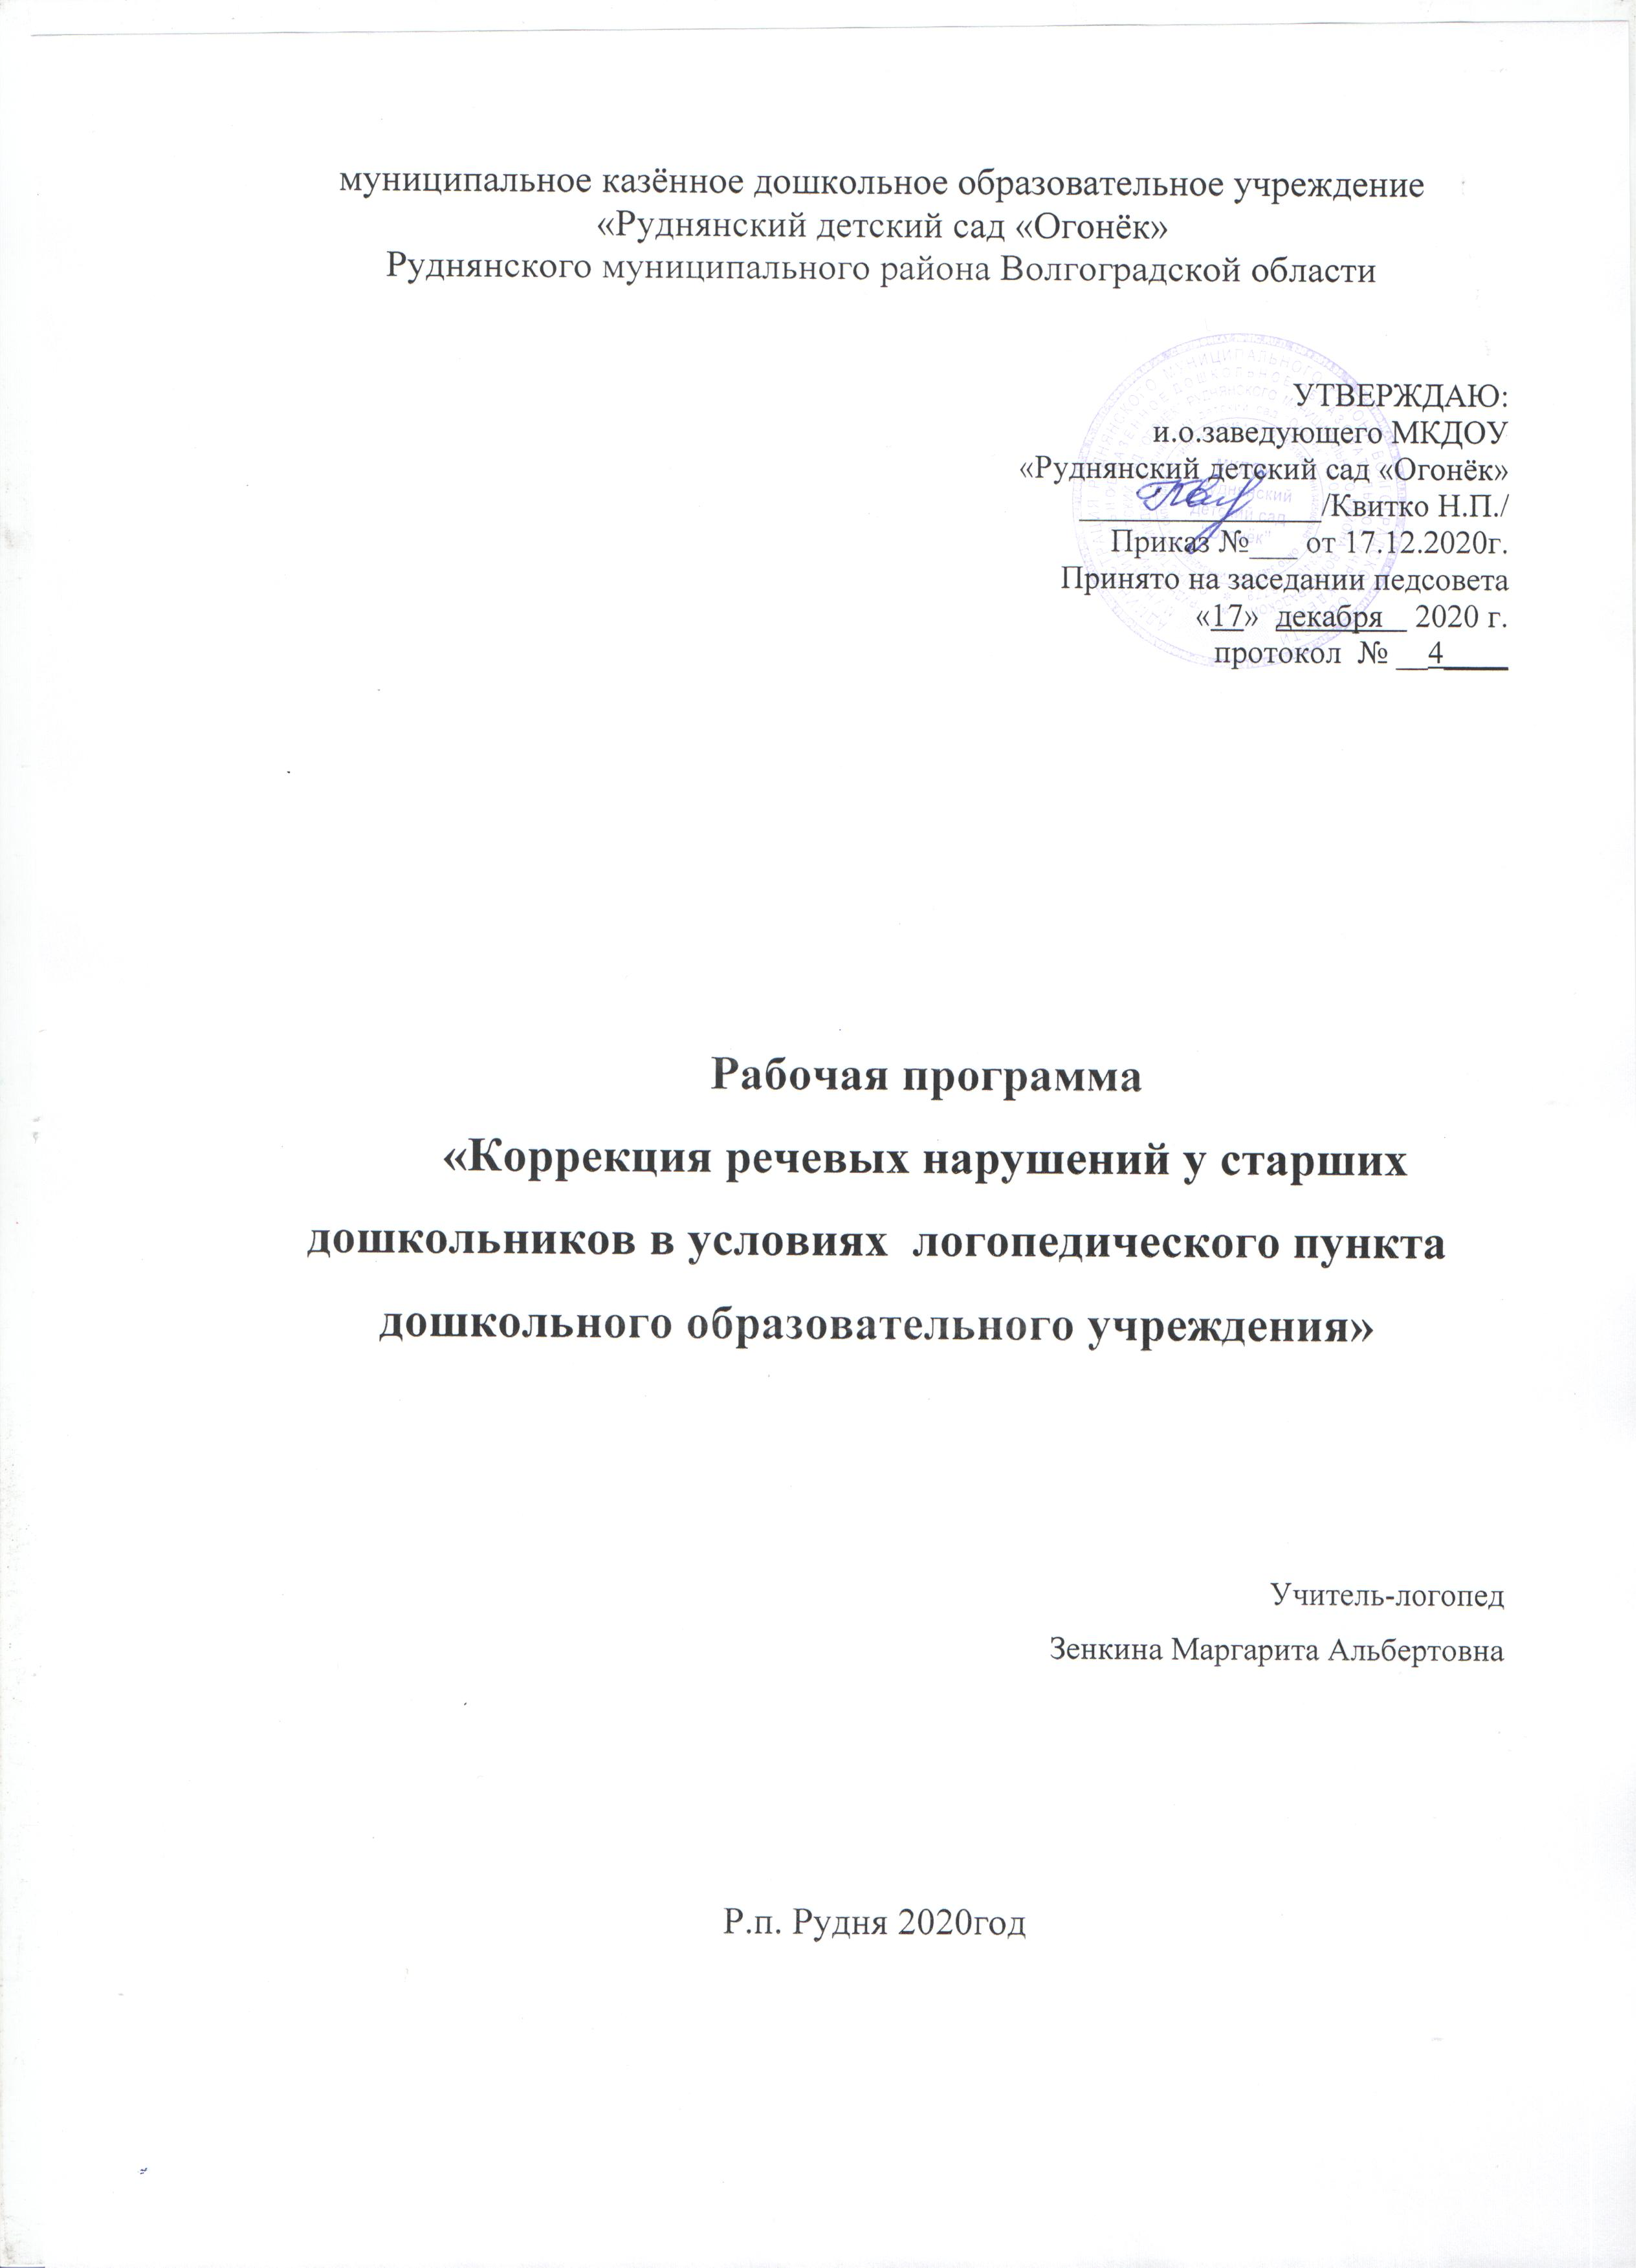 муниципальное казённое дошкольное образовательное учреждение
«Руднянский детский сад «Огонёк»
Руднянского муниципального района Волгоградской области
УТВЕРЖДАЮ:
и.о.заведующего МКДОУ
«Руднянский детский сад «Огонёк»
_______________/Квитко Н.П./
Приказ №___ от 17.12.2020г.
Принято на заседании педсовета
«17» декабря 2020 г.
протокол № __4____
Рабочая программа
«Коррекция речевых нарушений у старших
дошкольников в условиях логопедического пункта
дошкольного образовательного учреждения»
Учитель-логопед
Зенкина Маргарита Альбертовна
Р.п. Рудня 2020год